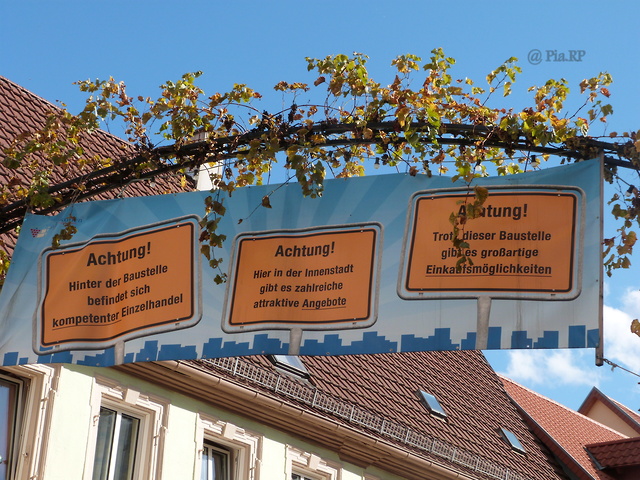 @ Pia.RP
Achtung!
Hinter der Baustelle
befindet sich
kompetenter Einzelhandel
Achtung!
Hier in der Innenstadt
gibt es zahlreiche
attraktive Angebote
Achtung!
Trotz dieser Baustelle
gibt es großartige
Einkaufsmöglichkeiten